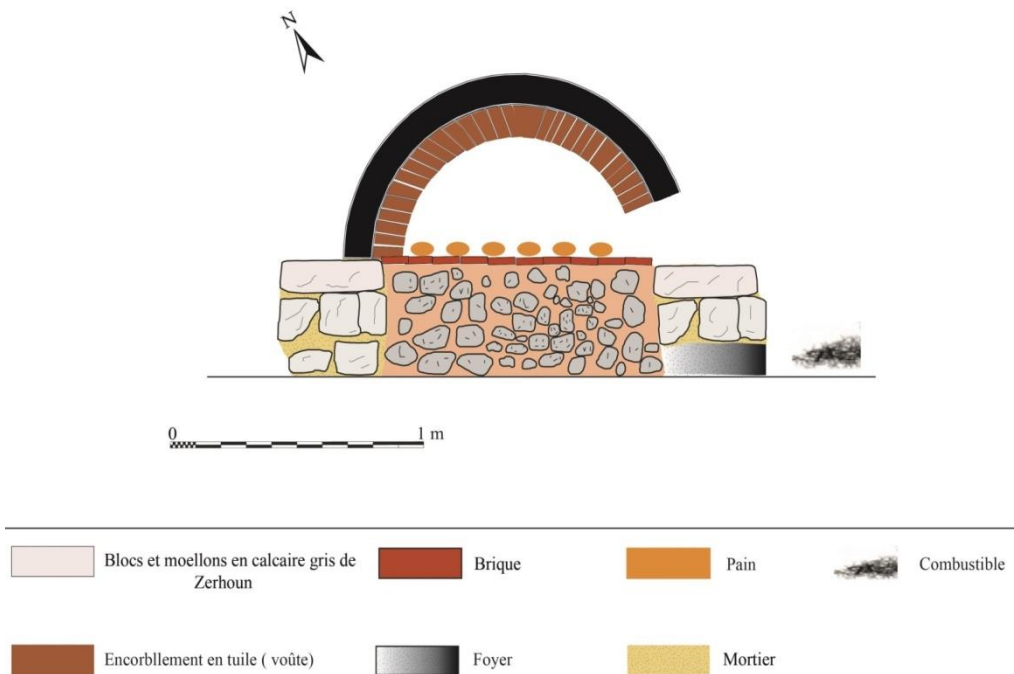 N
0 1 m
Blocs et moellons en calcaire gris de
Zerhoun
Brique
Pain
Combustible
Encorbllement en tuile ( voûte)
Foyer
Mortier